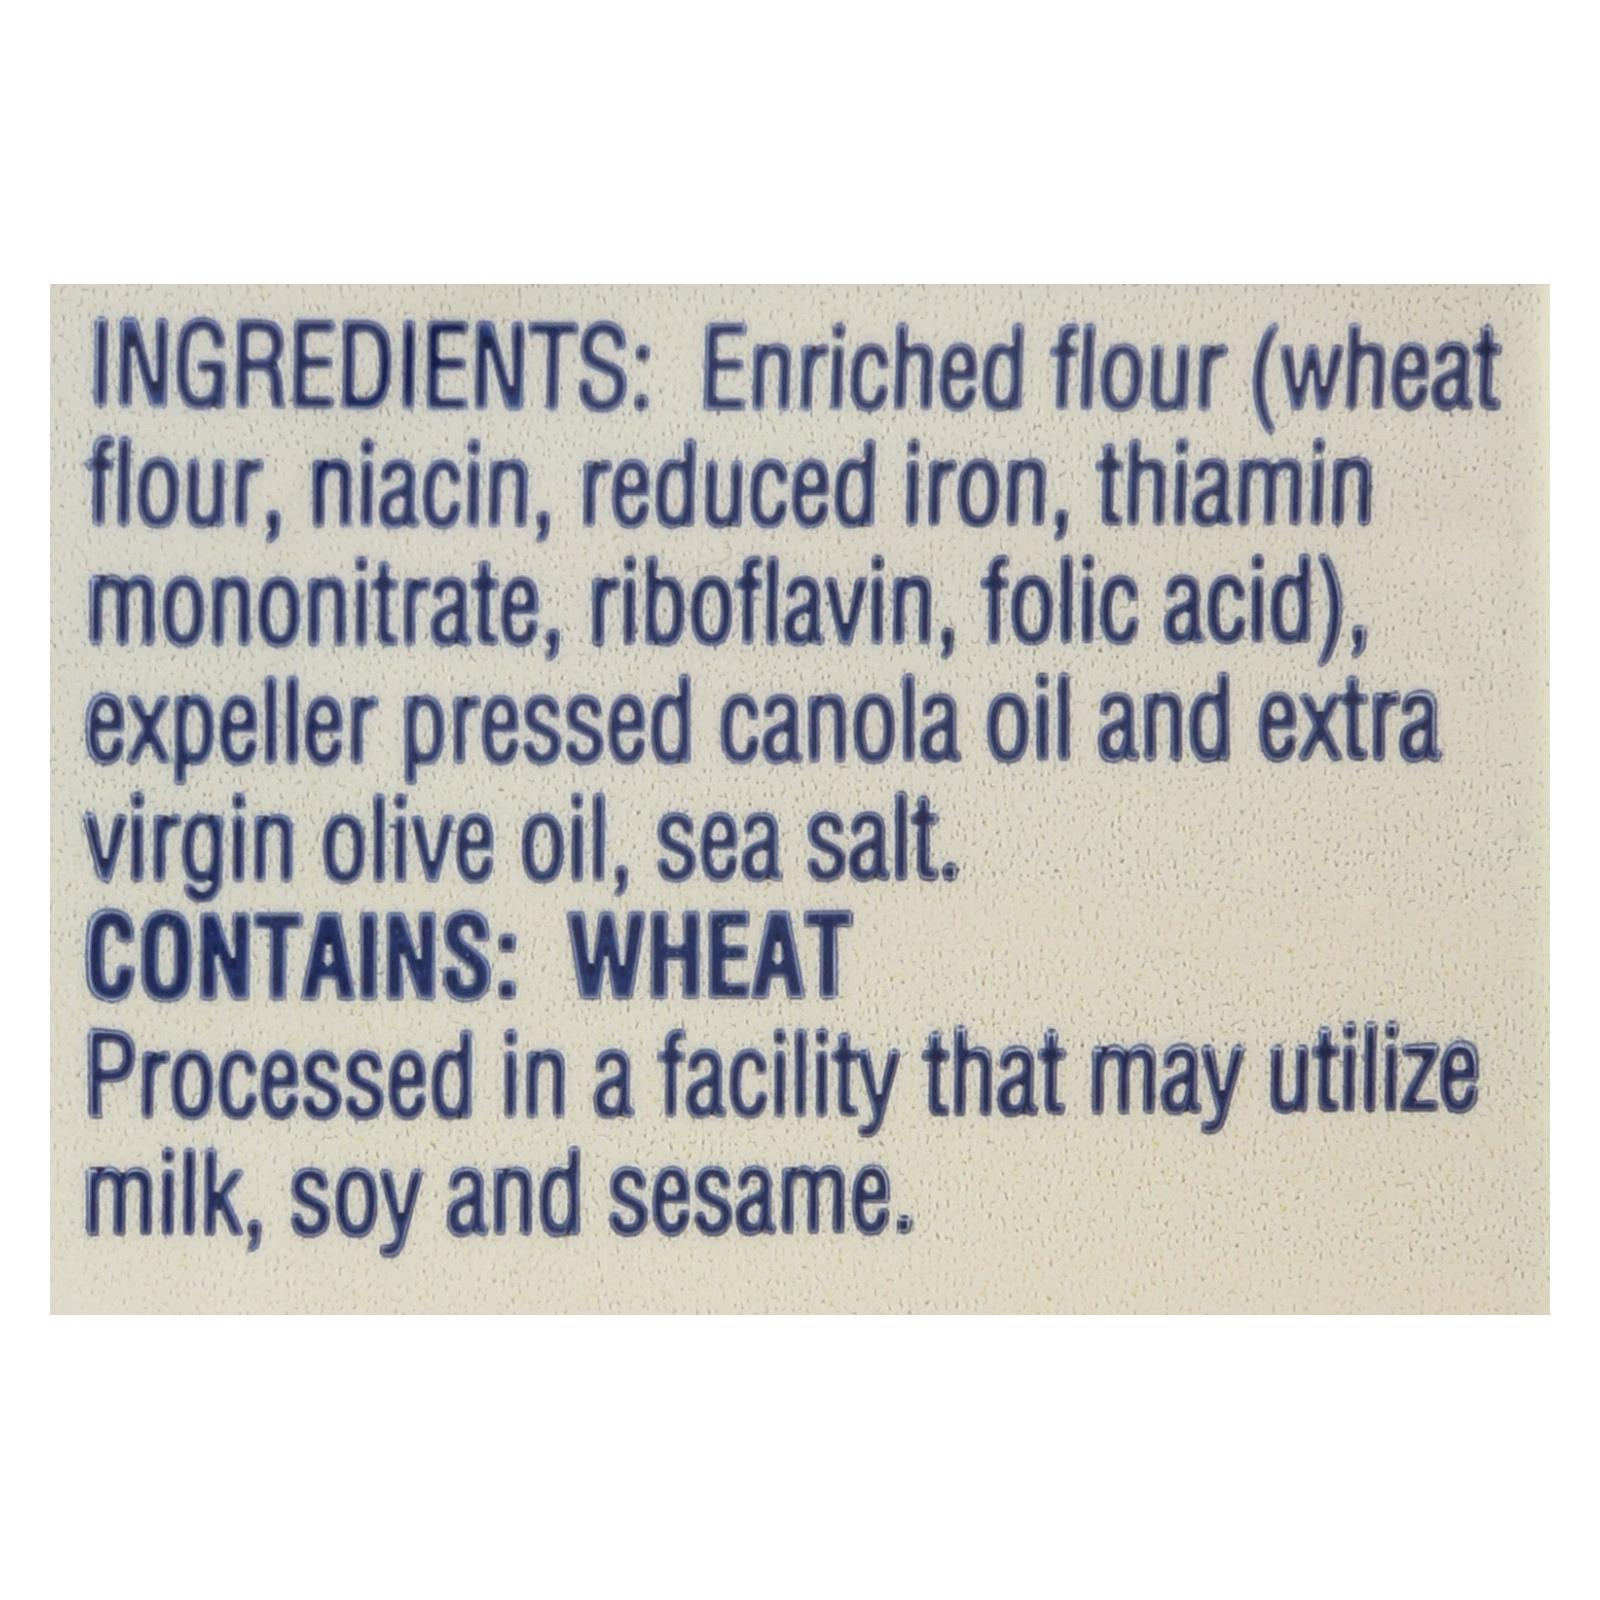 INGREDIENTS: Enriched flour (wheat
flour, niacin, reduced iron, thiamin
mononitrate, riboflavin, folic acid),
expeller pressed canola oil and extra
virgin olive oil, sea salt.
CONTAINS: WHEAT
Processed in a facility that may utilize
milk, soy and sesame.